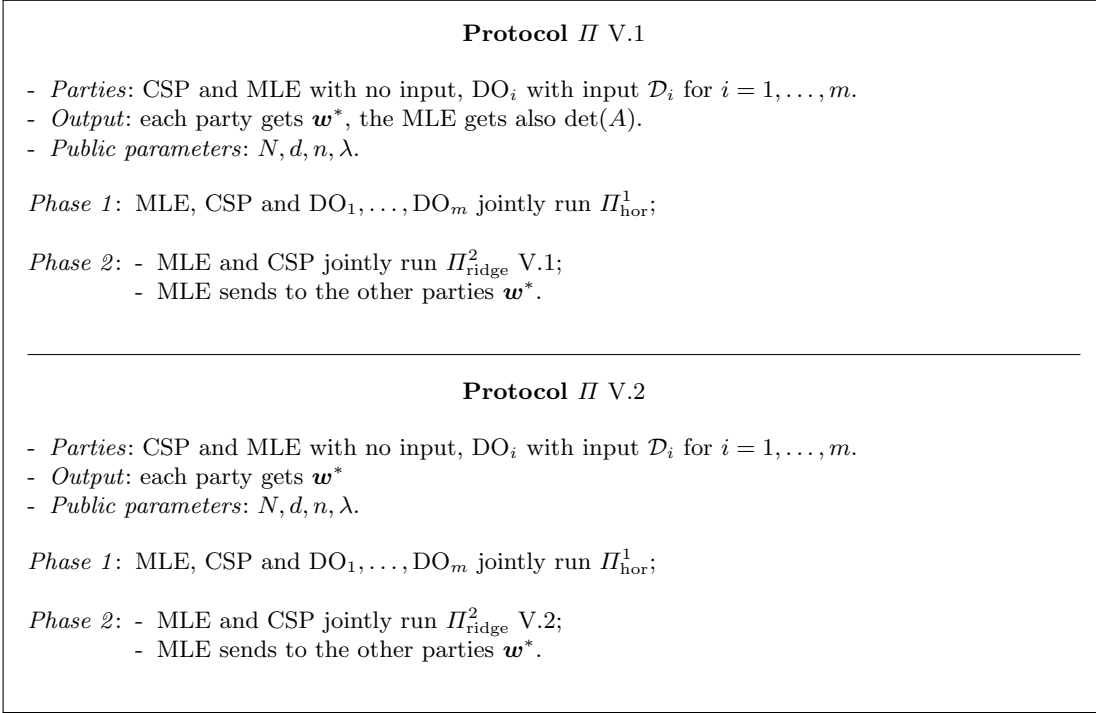 Protocol Π V.1
- Parties: CSP and MLE with no input, DOᵢ with input 𝒟ᵢ for i = 1, . . . , m.
- Output: each party gets w*, the MLE gets also det(A).
- Public parameters: N, d, n, λ.
Phase 1: MLE, CSP and DO₁, . . . , DOₘ jointly run Π¹_hor;
Phase 2: - MLE and CSP jointly run Π²_ridge V.1;
- MLE sends to the other parties w*.
Protocol Π V.2
- Parties: CSP and MLE with no input, DOᵢ with input 𝒟ᵢ for i = 1, . . . , m.
- Output: each party gets w*
- Public parameters: N, d, n, λ.
Phase 1: MLE, CSP and DO₁, . . . , DOₘ jointly run Π¹_hor;
Phase 2: - MLE and CSP jointly run Π²_ridge V.2;
- MLE sends to the other parties w*.